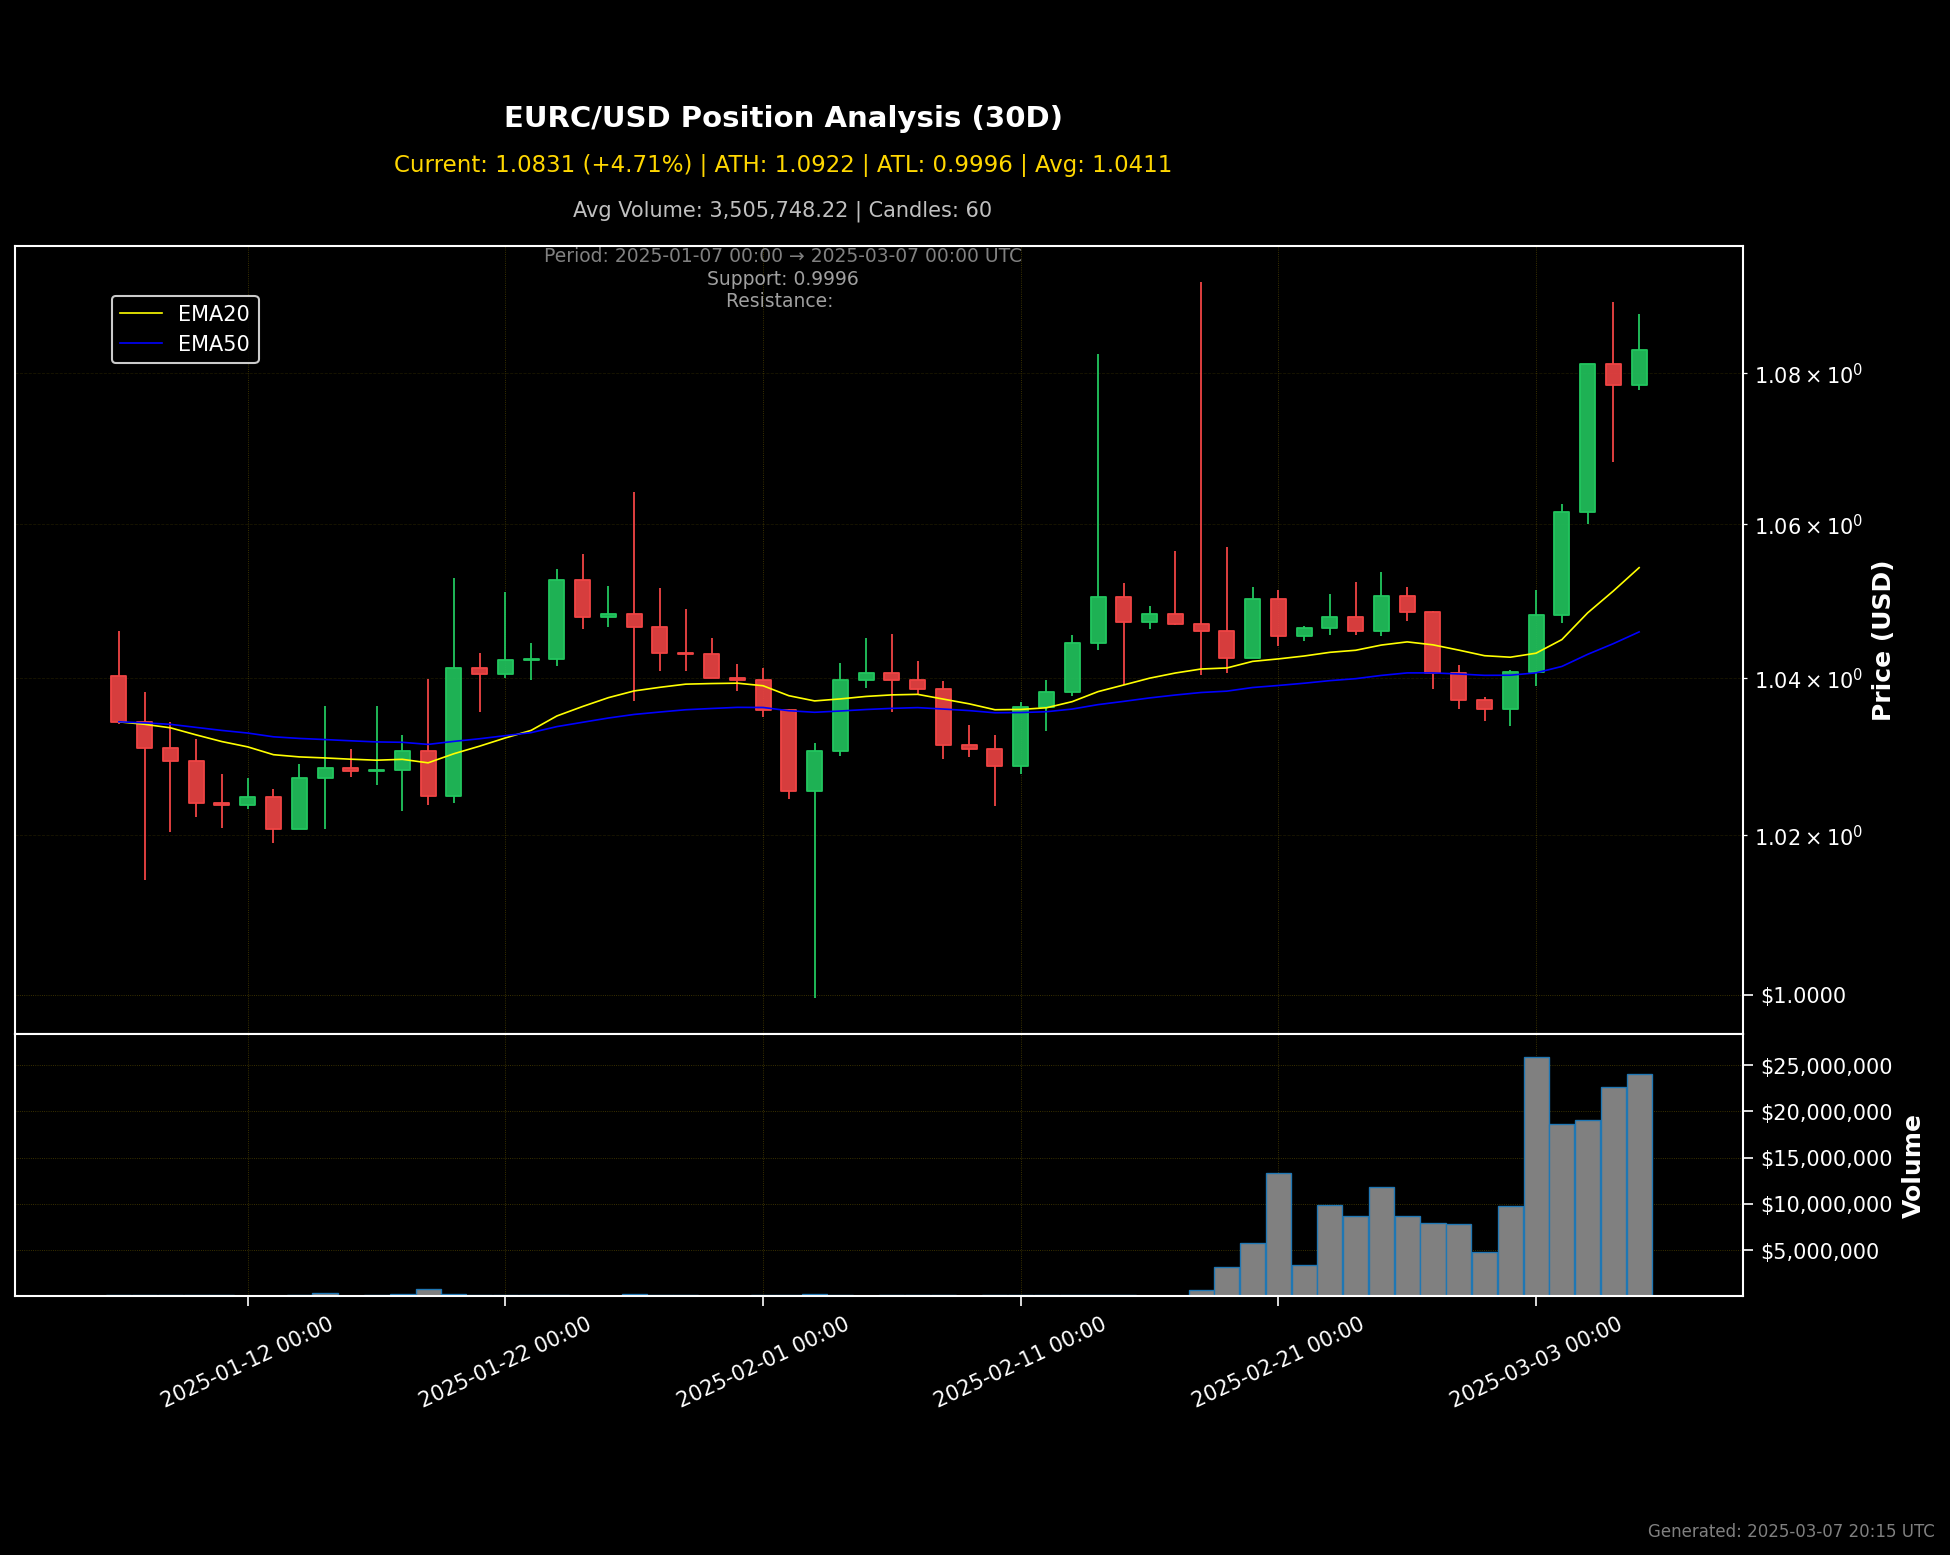 EURC/USD Position Analysis (30D)
Current: 1.0831 (+4.71%) | ATH: 1.0922 | ATL: 0.9996 | Avg: 1.0411
Avg Volume: 3,505,748.22 | Candles: 60
Period: 2025-01-07 00:00 → 2025-03-07 00:00 UTC
Support: 0.9996
Resistance:
EMA20
EMA50
1.08 × 10⁰
1.06 × 10⁰
1.04 × 10⁰
1.02 × 10⁰
$1.0000
Price (USD)
$25,000,000
$20,000,000
$15,000,000
$10,000,000
$5,000,000
Volume
2025-01-12 00:00
2025-01-22 00:00
2025-02-01 00:00
2025-02-11 00:00
2025-02-21 00:00
2025-03-03 00:00
Generated: 2025-03-07 20:15 UTC